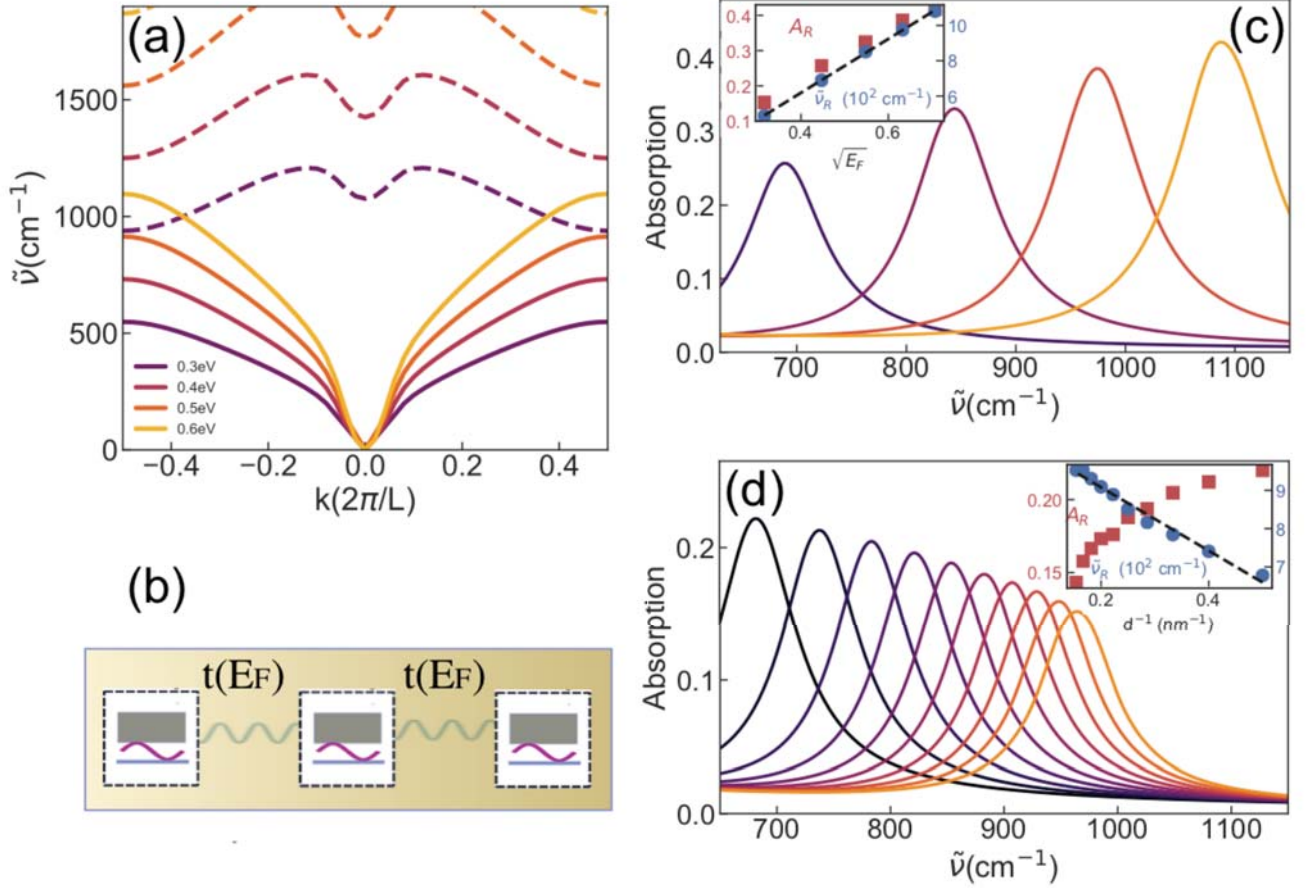 (a)
1500
1000
500
0
ν̃(cm⁻¹)
0.3eV
0.4eV
0.5eV
0.6eV
−0.4 −0.2 0.0 0.2 0.4
k(2π/L)
(b)
t(EF) t(EF)
(c)
0.4
0.3
0.2
0.1
0.0
Absorption
700 800 900 1000 1100
ν̃(cm⁻¹)
0.4
0.3
0.2
0.1
A_R
10
8
6
ν̃_R (10² cm⁻¹)
0.4 0.6
√E_F
(d)
0.2
0.1
0.0
Absorption
700 800 900 1000 1100
ν̃(cm⁻¹)
0.20
0.15
A_R
9
8
7
ν̃_R (10² cm⁻¹)
0.2 0.4
d⁻¹ (nm⁻¹)